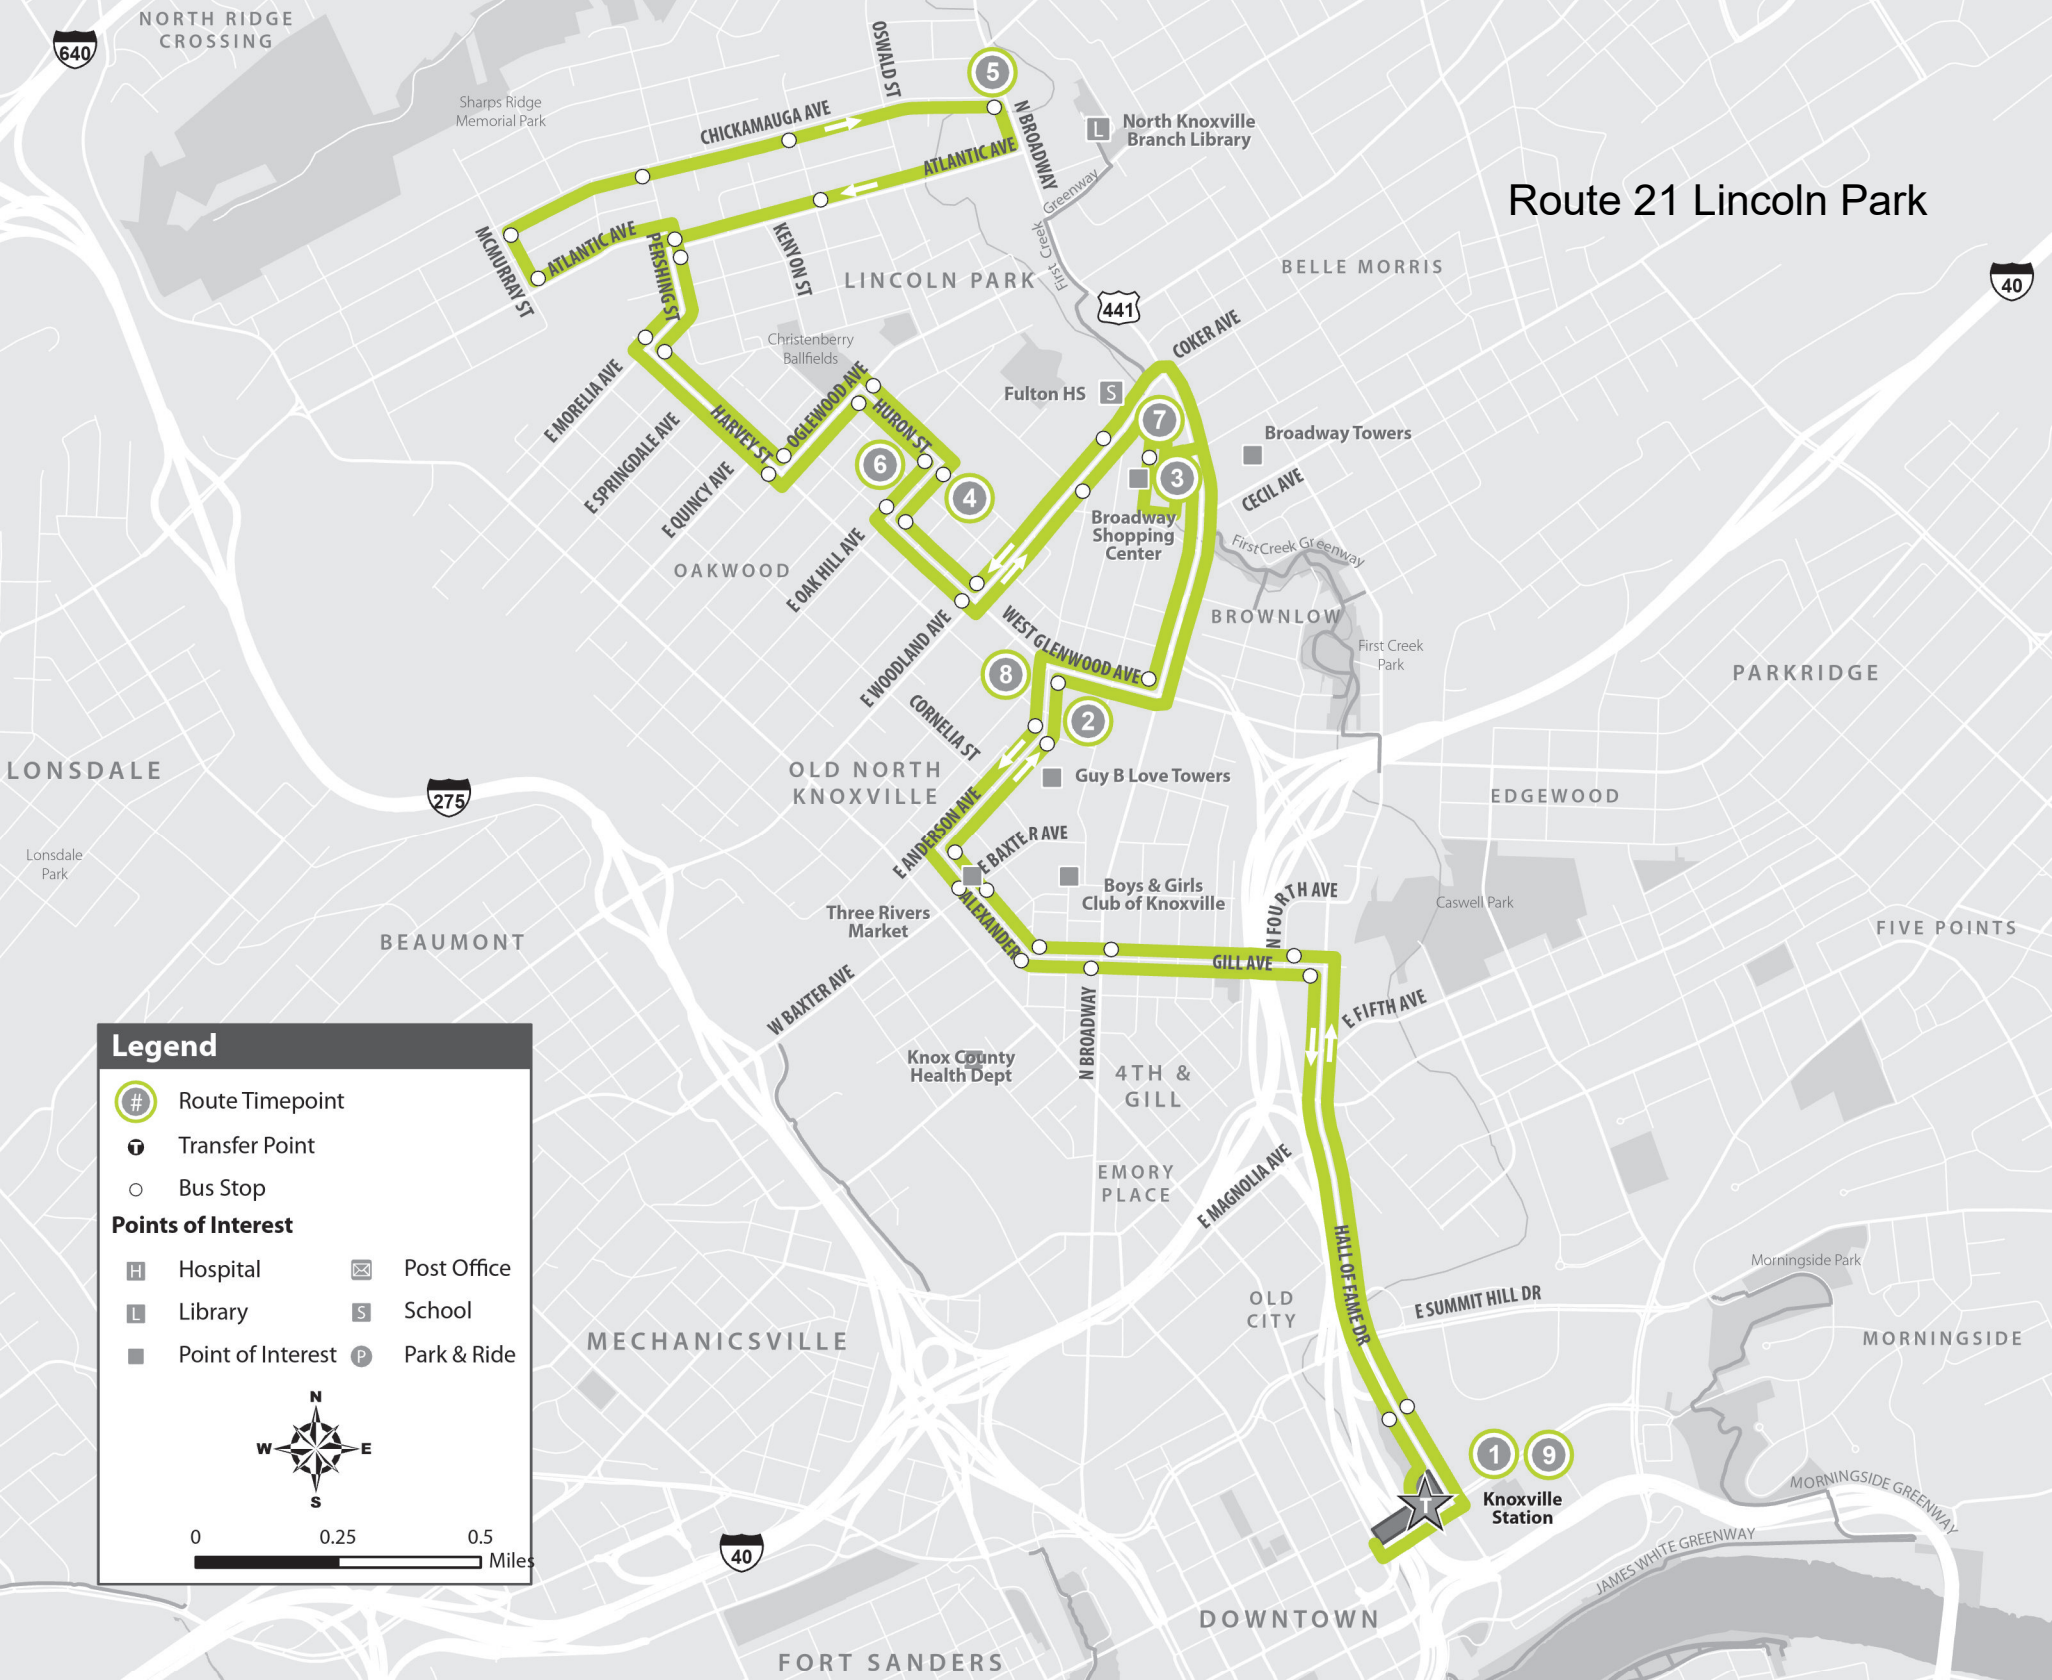 NORTH RIDGE
CROSSING
640
OSWALD ST
5
Sharps Ridge
Memorial Park
CHICKAMAUGA AVE
N BROADWAY
L
North Knoxville
Branch Library
ATLANTIC AVE
First Creek Greenway
Route 21 Lincoln Park
MCMURRAY ST
ATLANTIC AVE
PERSHING ST
KENYON ST
LINCOLN PARK
BELLE MORRIS
40
441
COKER AVE
Christenberry
Ballfields
E MORELIA AVE
E SPRINGDALE AVE
E QUINCY AVE
HARVEY ST
OGLEWOOD AVE
HURON ST
Fulton HS
S
7
Broadway Towers
6
4
3
CECIL AVE
Broadway
Shopping
Center
First Creek Greenway
OAKWOOD
E OAK HILL AVE
E WOODLAND AVE
WEST GLENWOOD AVE
BROWNLOW
First Creek
Park
PARKRIDGE
8
2
CORNELIA ST
LONSDALE
275
OLD NORTH
KNOXVILLE
Guy B Love Towers
EDGEWOOD
E ANDERSON AVE
E BAXTER AVE
Lonsdale
Park
Boys & Girls
Club of Knoxville
N FOURTH AVE
Caswell Park
Three Rivers
Market
ALEXANDER
FIVE POINTS
BEAUMONT
GILL AVE
W BAXTER AVE
N BROADWAY
E FIFTH AVE
Knox County
Health Dept
4TH &
GILL
EMORY
PLACE
E MAGNOLIA AVE
HALL OF FAME DR
OLD
CITY
E SUMMIT HILL DR
Morningside Park
MORNINGSIDE
MECHANICSVILLE
1
9
T
Knoxville
Station
MORNINGSIDE GREENWAY
JAMES WHITE GREENWAY
40
DOWNTOWN
FORT SANDERS
Legend
# Route Timepoint
T Transfer Point
Bus Stop
Points of Interest
H Hospital
Post Office
L Library
S School
Point of Interest
P Park & Ride
N
W E
S
0 0.25 0.5
Miles